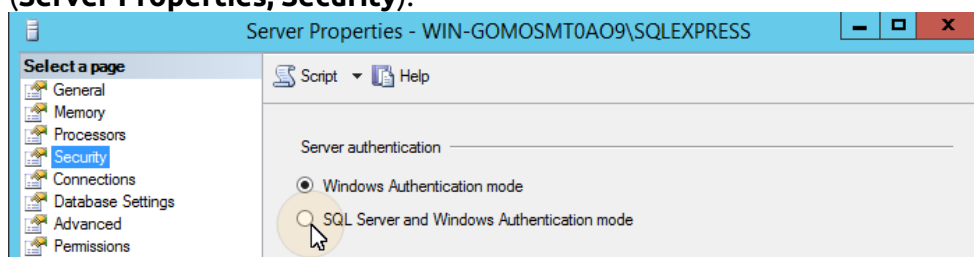 (Server Properties, Security).
Server Properties - WIN-GOMOSMT0AO9\SQLEXPRESS
Select a page
General
Memory
Processors
Security
Connections
Database Settings
Advanced
Permissions
Script Help
Server authentication
Windows Authentication mode
SQL Server and Windows Authentication mode